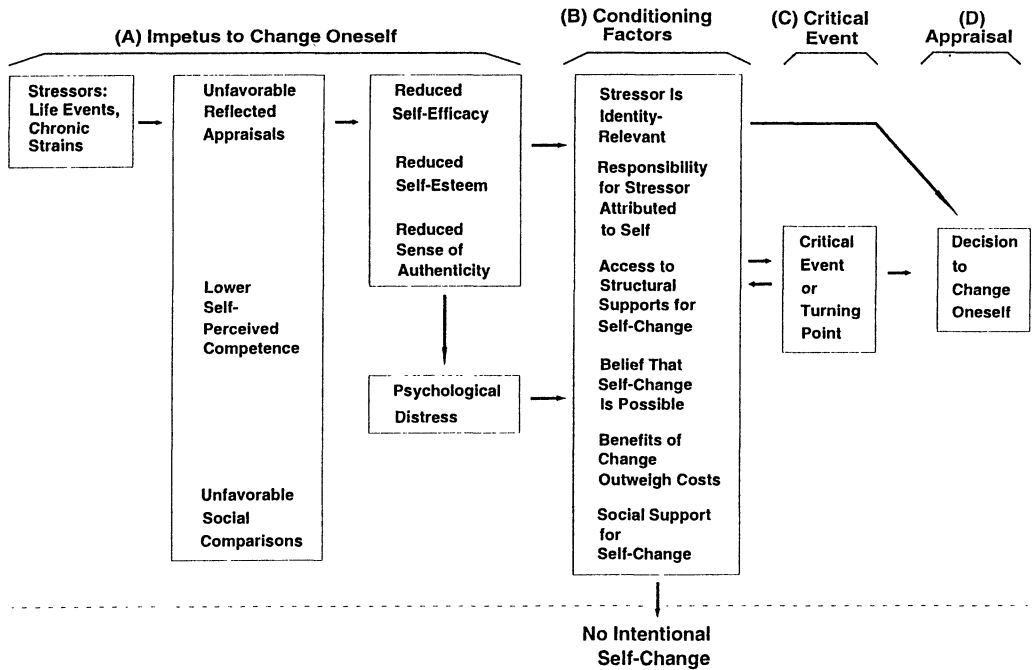 (A) Impetus to Change Oneself
(B) Conditioning
Factors
(C) Critical
Event
(D)
Appraisal
Stressors:
Life Events,
Chronic
Strains
Unfavorable
Reflected
Appraisals
Lower
Self-
Perceived
Competence
Unfavorable
Social
Comparisons
Reduced
Self-Efficacy
Reduced
Self-Esteem
Reduced
Sense of
Authenticity
Psychological
Distress
Stressor Is
Identity-
Relevant
Responsibility
for Stressor
Attributed
to Self
Access to
Structural
Supports for
Self-Change
Belief That
Self-Change
Is Possible
Benefits of
Change
Outweigh Costs
Social Support
for
Self-Change
Critical
Event
or
Turning
Point
Decision
to
Change
Oneself
No Intentional
Self-Change